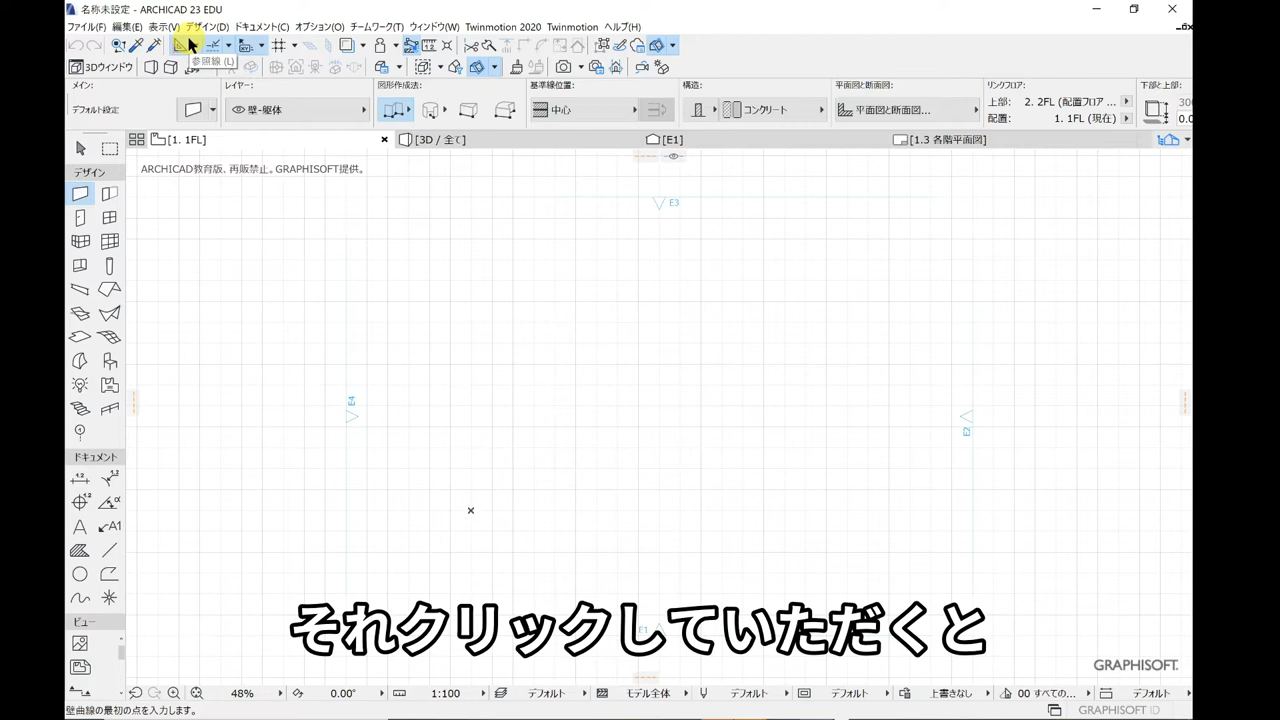 名称未設定 - ARCHICAD 23 EDU
ファイル(F) 編集(E) 表示(V) デザイン(D) ドキュメント(C) オプション(O) チームワーク(T) ウィンドウ(W) Twinmotion 2020 Twinmotion ヘルプ(H)
参照線 (L)
3Dウィンドウ
メイン: レイヤー: 図形作成法: 基準線位置: 構造: 平面図と断面図: リンクフロア: 下部と上部:
デフォルト設定 壁-躯体 中心 コンクリート 平面図と断面図... 上部: 2. 2FL (配置フロア ... 
配置: 1. 1FL (現在)
[1. 1FL] [3D / 全て] [E1] [1.3 各階平面図]
ARCHICAD教育版、再販禁止。GRAPHISOFT提供。
デザイン
E3
E4
E2
ドキュメント
A1
ビュー
E1
それクリックしていただくと
GRAPHISOFT.
48% 0.00° 1:100 デフォルト モデル全体 デフォルト デフォルト 上書きなし 00 すべての... デフォルト
壁曲線の最初の点を入力します。
GRAPHISOFT ID